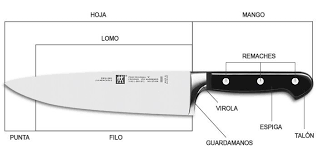 HOJA
MANGO
LOMO
REMACHES
VIROLA
ESPIGA
PUNTA
FILO
GUARDAMANOS
TALÓN